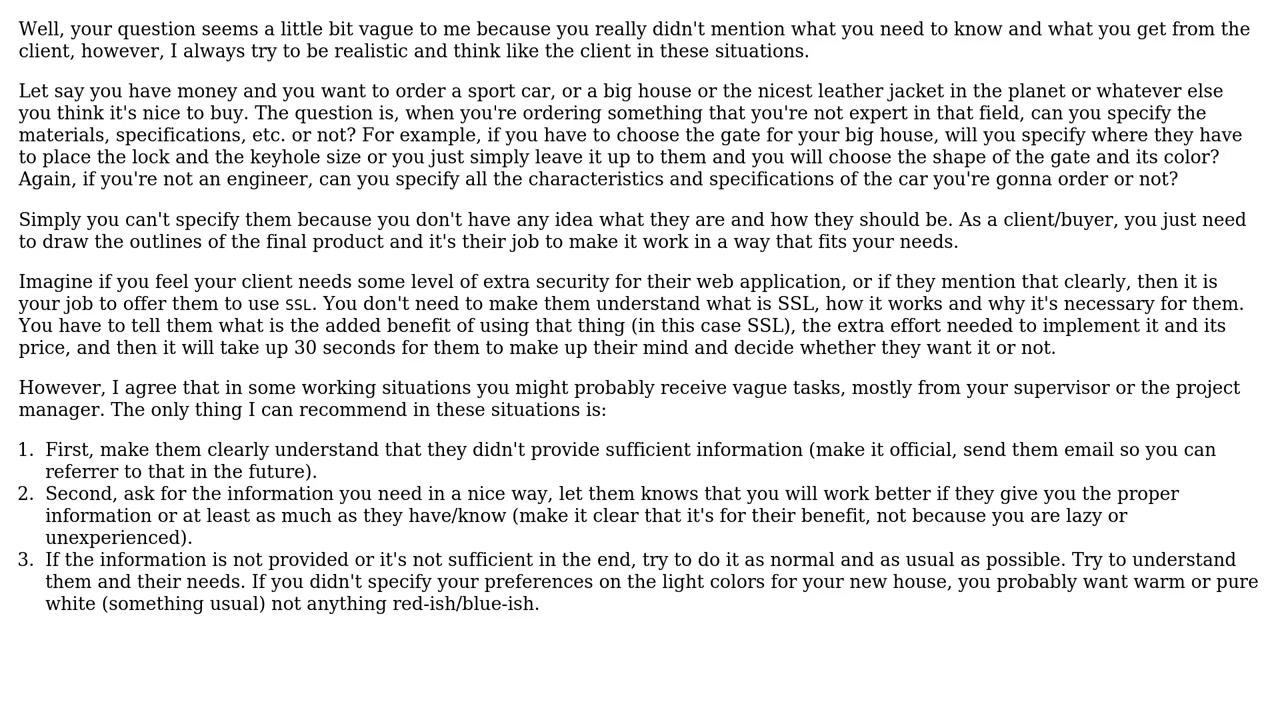 Well, your question seems a little bit vague to me because you really didn't mention what you need to know and what you get from the
client, however, I always try to be realistic and think like the client in these situations.
Let say you have money and you want to order a sport car, or a big house or the nicest leather jacket in the planet or whatever else
you think it's nice to buy. The question is, when you're ordering something that you're not expert in that field, can you specify the
materials, specifications, etc. or not? For example, if you have to choose the gate for your big house, will you specify where they have
to place the lock and the keyhole size or you just simply leave it up to them and you will choose the shape of the gate and its color?
Again, if you're not an engineer, can you specify all the characteristics and specifications of the car you're gonna order or not?
Simply you can't specify them because you don't have any idea what they are and how they should be. As a client/buyer, you just need
to draw the outlines of the final product and it's their job to make it work in a way that fits your needs.
Imagine if you feel your client needs some level of extra security for their web application, or if they mention that clearly, then it is
your job to offer them to use SSL. You don't need to make them understand what is SSL, how it works and why it's necessary for them.
You have to tell them what is the added benefit of using that thing (in this case SSL), the extra effort needed to implement it and its
price, and then it will take up 30 seconds for them to make up their mind and decide whether they want it or not.
However, I agree that in some working situations you might probably receive vague tasks, mostly from your supervisor or the project
manager. The only thing I can recommend in these situations is:
1. First, make them clearly understand that they didn't provide sufficient information (make it official, send them email so you can
referrer to that in the future).
2. Second, ask for the information you need in a nice way, let them knows that you will work better if they give you the proper
information or at least as much as they have/know (make it clear that it's for their benefit, not because you are lazy or
unexperienced).
3. If the information is not provided or it's not sufficient in the end, try to do it as normal and as usual as possible. Try to understand
them and their needs. If you didn't specify your preferences on the light colors for your new house, you probably want warm or pure
white (something usual) not anything red-ish/blue-ish.